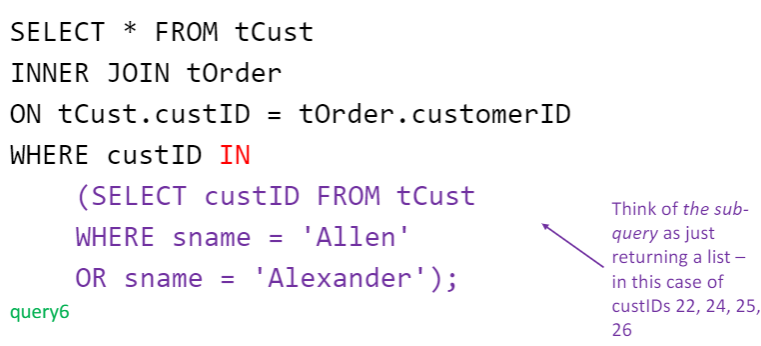 SELECT * FROM tCust
INNER JOIN tOrder
ON tCust.custID = tOrder.customerID
WHERE custID IN
(SELECT custID FROM tCust
WHERE sname = 'Allen'
OR sname = 'Alexander');
query6
Think of the sub-
query as just
returning a list –
in this case of
custIDs 22, 24, 25,
26